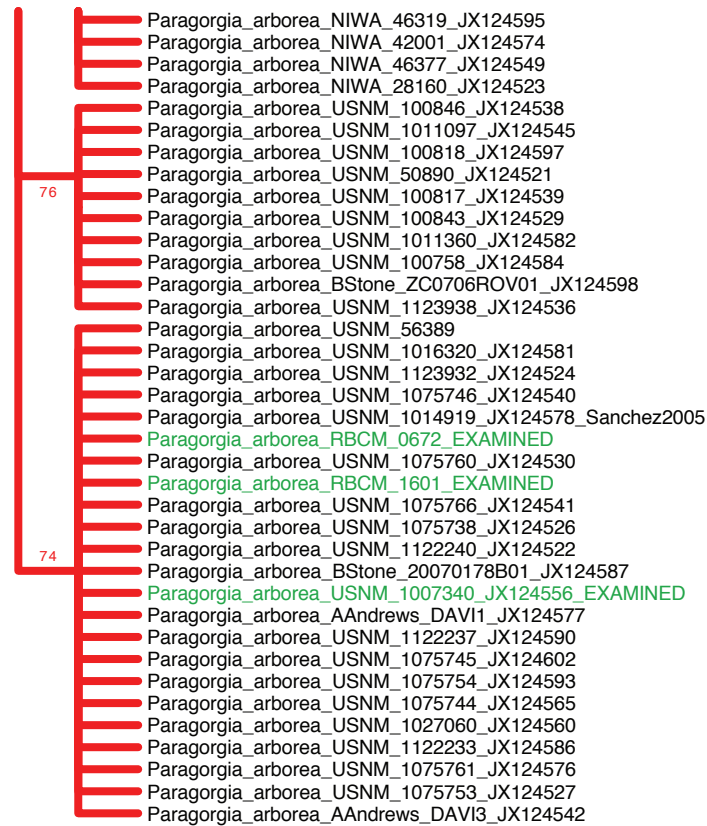 Paragorgia_arborea_NIWA_46319_JX124595
Paragorgia_arborea_NIWA_42001_JX124574
Paragorgia_arborea_NIWA_46377_JX124549
Paragorgia_arborea_NIWA_28160_JX124523
Paragorgia_arborea_USNM_100846_JX124538
Paragorgia_arborea_USNM_1011097_JX124545
Paragorgia_arborea_USNM_100818_JX124597
Paragorgia_arborea_USNM_50890_JX124521
76
Paragorgia_arborea_USNM_100817_JX124539
Paragorgia_arborea_USNM_100843_JX124529
Paragorgia_arborea_USNM_1011360_JX124582
Paragorgia_arborea_USNM_100758_JX124584
Paragorgia_arborea_BStone_ZC0706ROV01_JX124598
Paragorgia_arborea_USNM_1123938_JX124536
Paragorgia_arborea_USNM_56389
Paragorgia_arborea_USNM_1016320_JX124581
Paragorgia_arborea_USNM_1123932_JX124524
Paragorgia_arborea_USNM_1075746_JX124540
Paragorgia_arborea_USNM_1014919_JX124578_Sanchez2005
Paragorgia_arborea_RBCM_0672_EXAMINED
Paragorgia_arborea_USNM_1075760_JX124530
Paragorgia_arborea_RBCM_1601_EXAMINED
Paragorgia_arborea_USNM_1075766_JX124541
Paragorgia_arborea_USNM_1075738_JX124526
Paragorgia_arborea_USNM_1122240_JX124522
74
Paragorgia_arborea_BStone_20070178B01_JX124587
Paragorgia_arborea_USNM_1007340_JX124556_EXAMINED
Paragorgia_arborea_AAndrews_DAVI1_JX124577
Paragorgia_arborea_USNM_1122237_JX124590
Paragorgia_arborea_USNM_1075745_JX124602
Paragorgia_arborea_USNM_1075754_JX124593
Paragorgia_arborea_USNM_1075744_JX124565
Paragorgia_arborea_USNM_1027060_JX124560
Paragorgia_arborea_USNM_1122233_JX124586
Paragorgia_arborea_USNM_1075761_JX124576
Paragorgia_arborea_USNM_1075753_JX124527
Paragorgia_arborea_AAndrews_DAVI3_JX124542